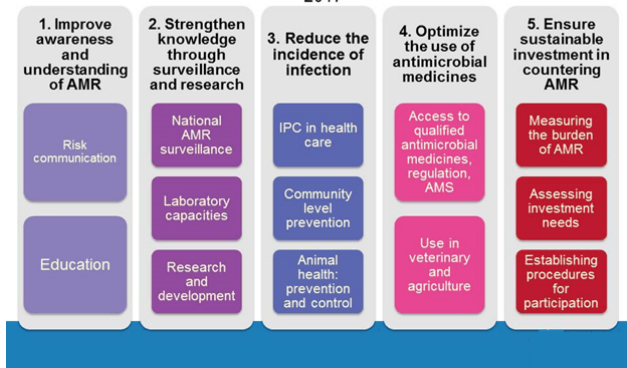 1. Improve
awareness
and
understanding
of AMR
Risk
communication
Education
2. Strengthen
knowledge
through
surveillance
and research
National
AMR
surveillance
Laboratory
capacities
Research
and
development
3. Reduce the
incidence of
infection
IPC in health
care
Community
level
prevention
Animal
health:
prevention
and control
4. Optimize
the use of
antimicrobial
medicines
Access to
qualified
antimicrobial
medicines,
regulation,
AMS
Use in
veterinary
and
agriculture
5. Ensure
sustainable
investment in
countering
AMR
Measuring
the burden
of AMR
Assessing
investment
needs
Establishing
procedures
for
participation